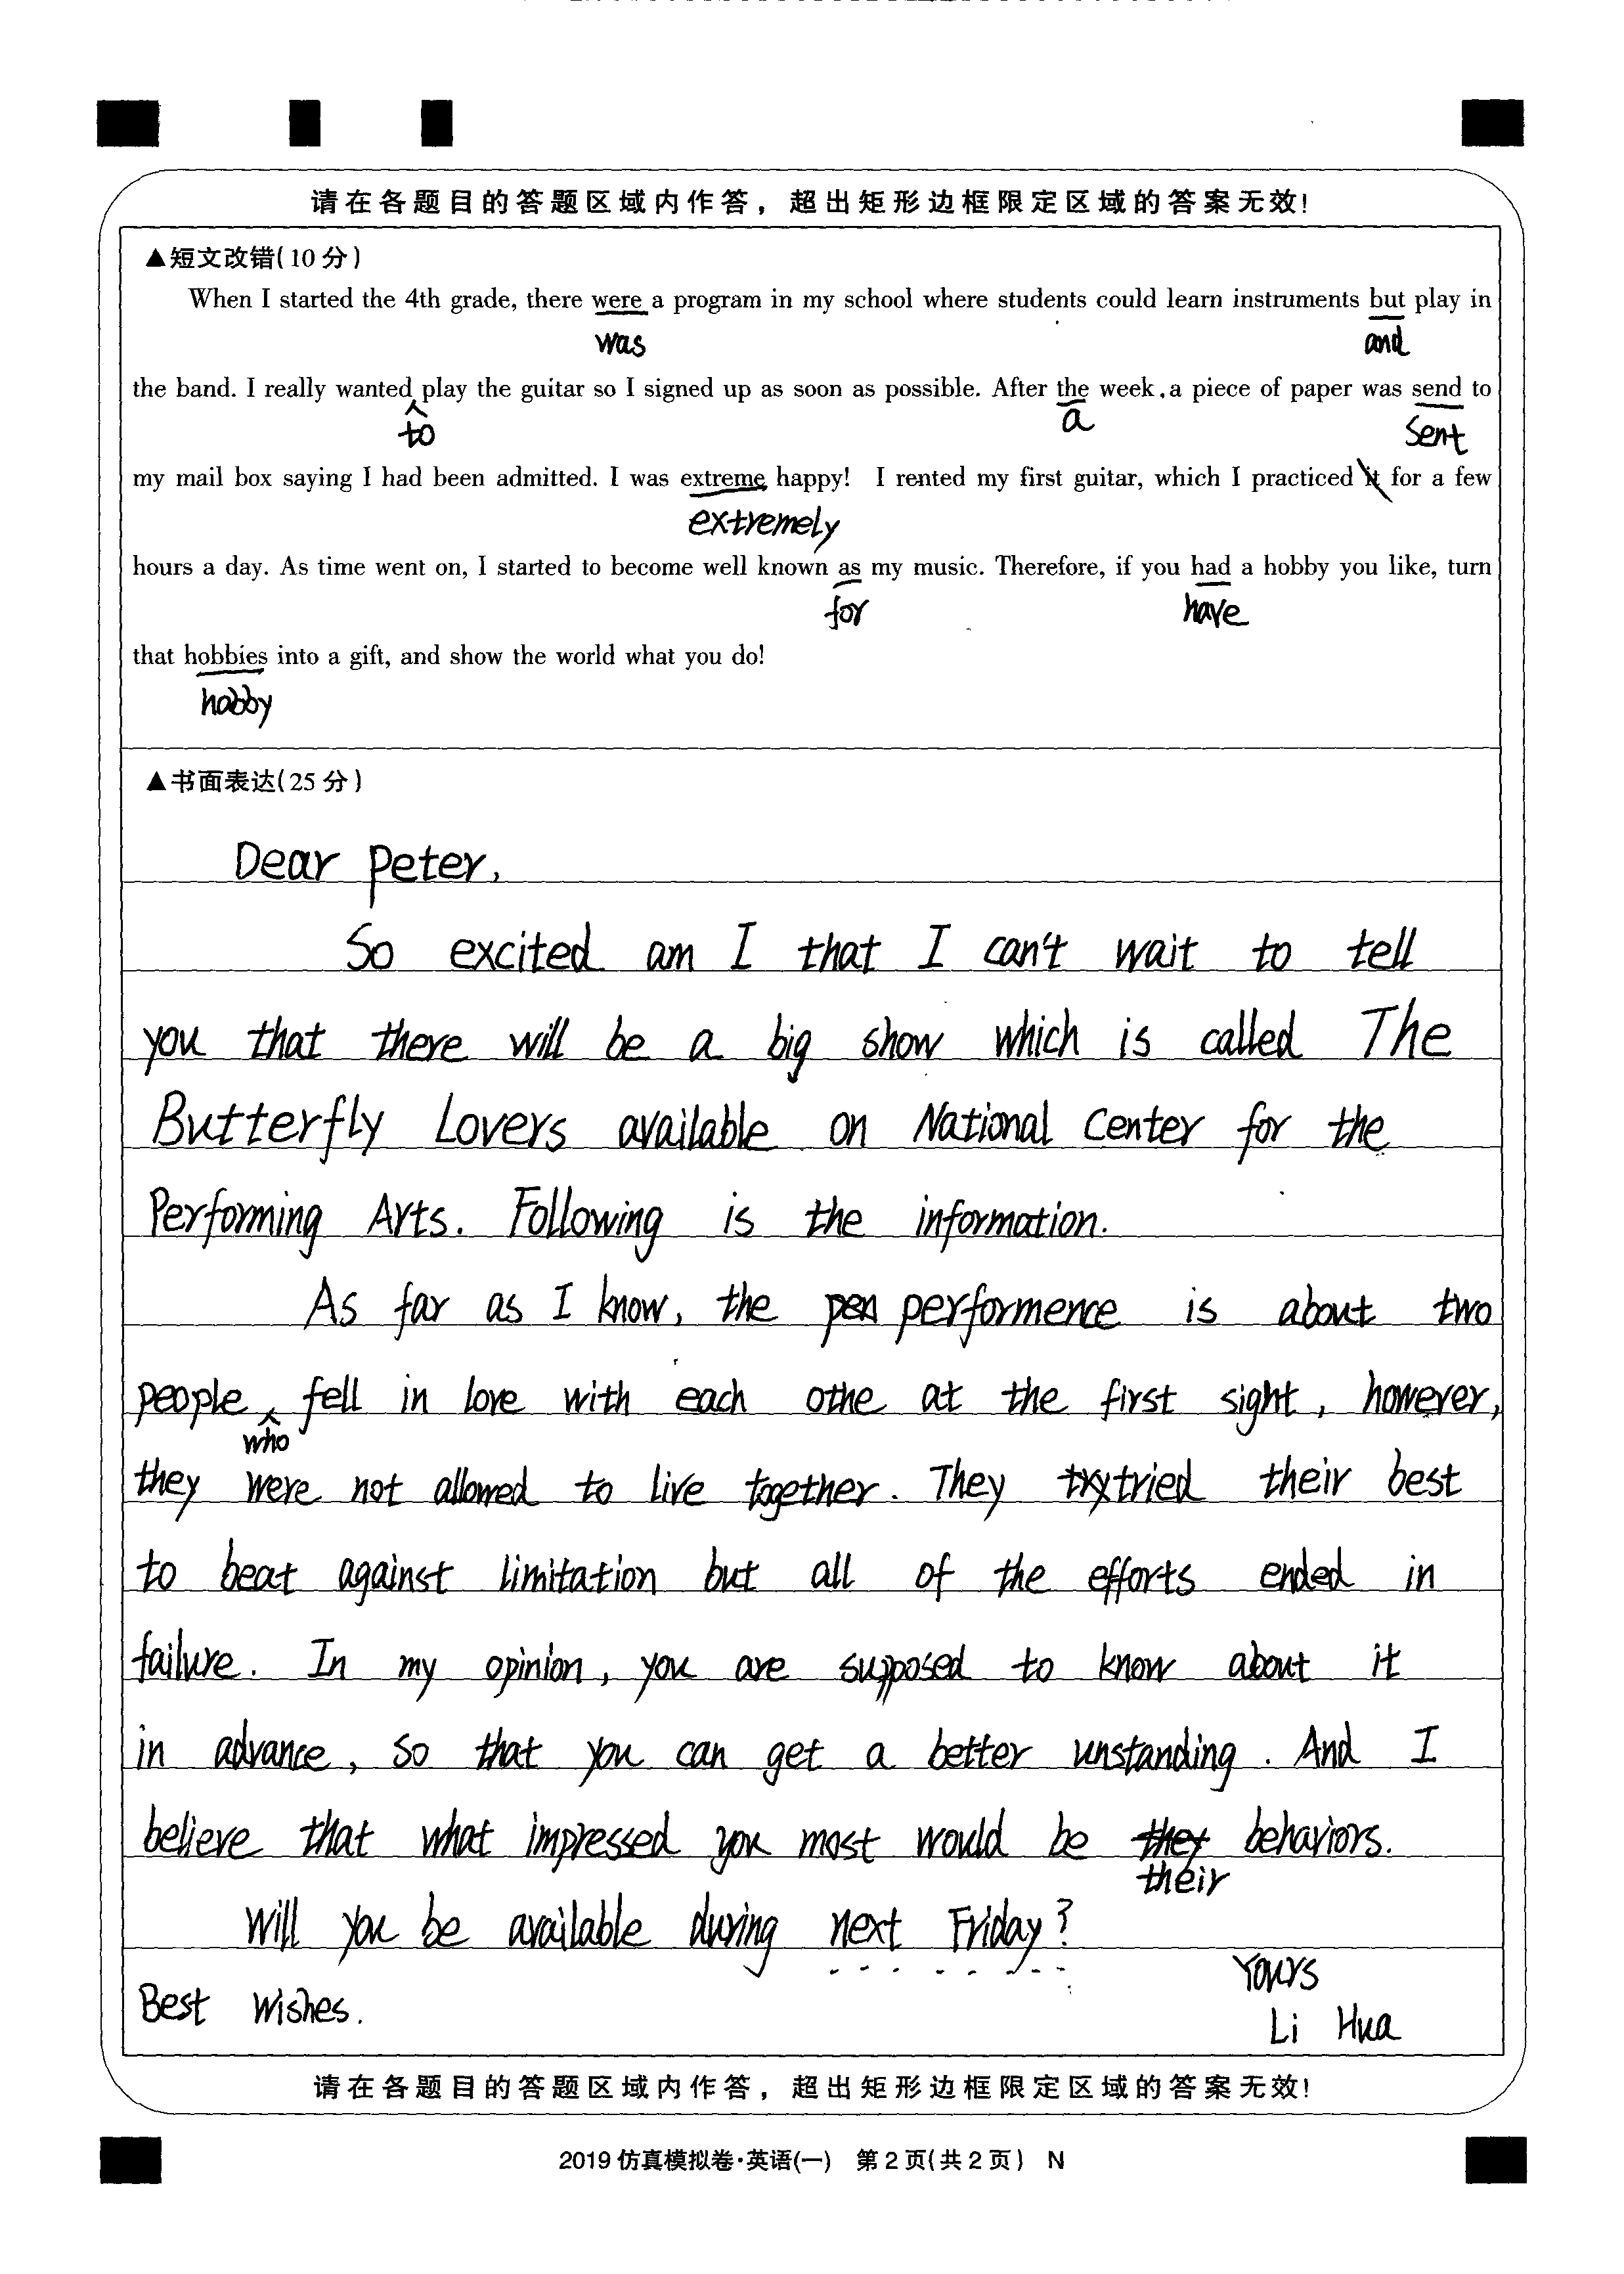 请在各题目的答题区域内作答，超出矩形边框限定区域的答案无效!
▲短文改错(10分)
When I started the 4th grade, there were a program in my school where students could learn instruments but play in
was and
the band. I really wanted play the guitar so I signed up as soon as possible. After the week, a piece of paper was send to
to a sent
my mail box saying I had been admitted. I was extreme happy! I rented my first guitar, which I practiced it for a few
extremely
hours a day. As time went on, I started to become well known as my music. Therefore, if you had a hobby you like, turn
for have
that hobbies into a gift, and show the world what you do!
hobby
▲书面表达(25分)
Dear Peter,
So excited am I that I can't wait to tell
you that there will be a big show which is called The
Butterfly Lovers available on National Center for the
Performing Arts. Following is the information.
As far as I know, the pen performence is about two
people fell in love with each othe at the first sight, however,
who
they were not allowed to live together. They try tried their best
to beat against limitation but all of the efforts ended in
failure. In my opinion, you are supposed to know about it
in advance, so that you can get a better unstanding. And I
believe that what impressed you most would be they behaviors.
their
Will you be available during next Friday?
Yours
Best Wishes.
Li Hua
请在各题目的答题区域内作答，超出矩形边框限定区域的答案无效!
2019仿真模拟卷·英语(一) 第2页(共2页) N